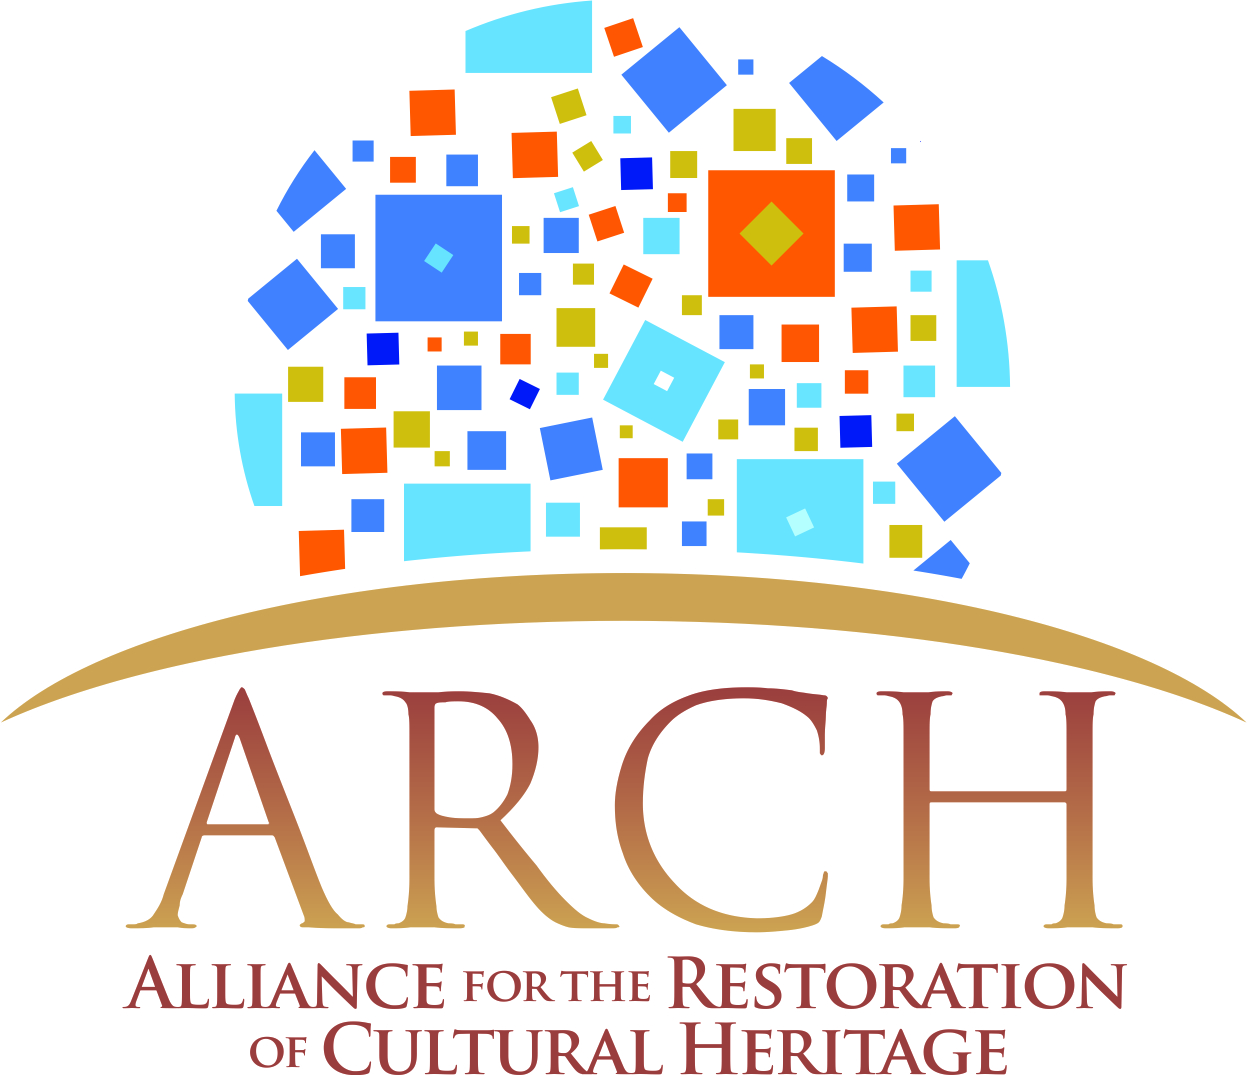 ARCH
ALLIANCE FOR THE RESTORATION
OF CULTURAL HERITAGE